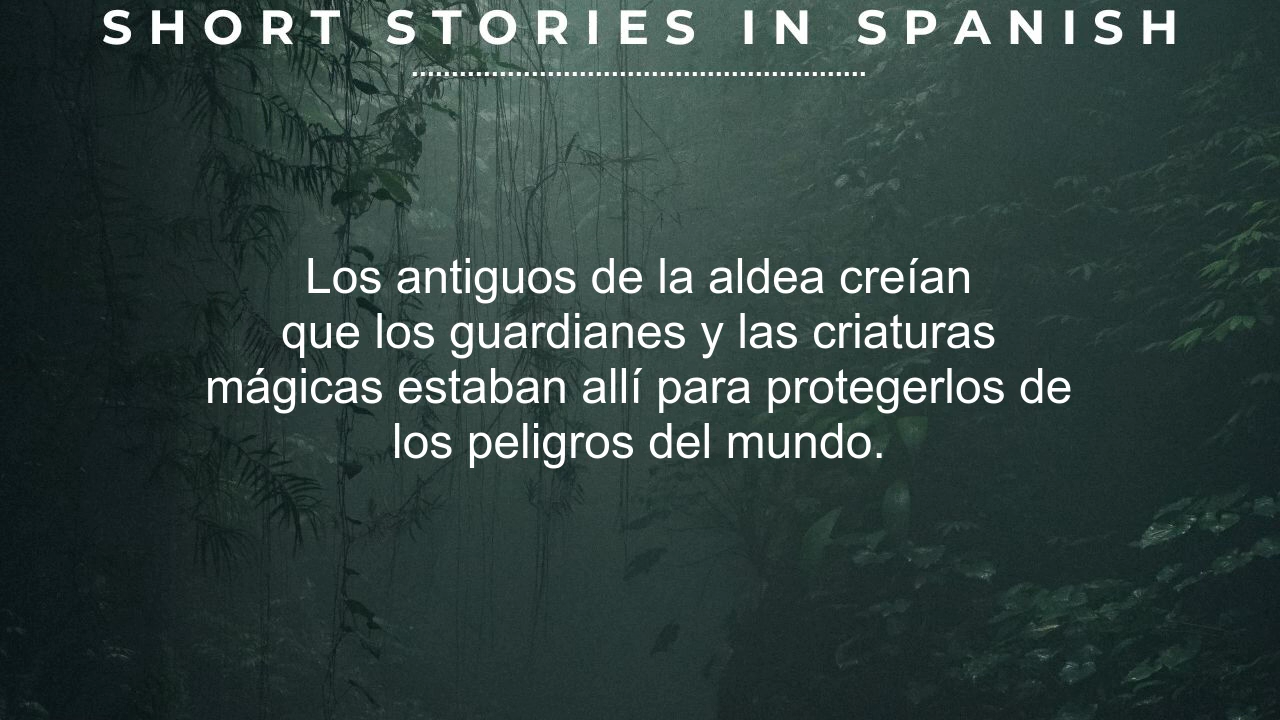 SHORT STORIES IN SPANISH
Los antiguos de la aldea creían
que los guardianes y las criaturas
mágicas estaban allí para protegerlos de
los peligros del mundo.